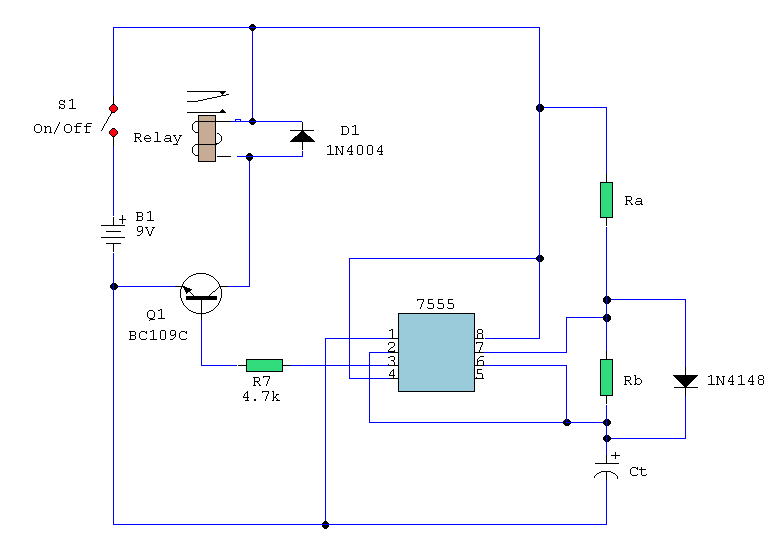 S1
On/Off
Relay
D1
1N4004
+
B1
9V
Ra
7555
Q1
BC109C
1
2
3
4
8
7
6
5
R7
4.7k
Rb
1N4148
+
Ct